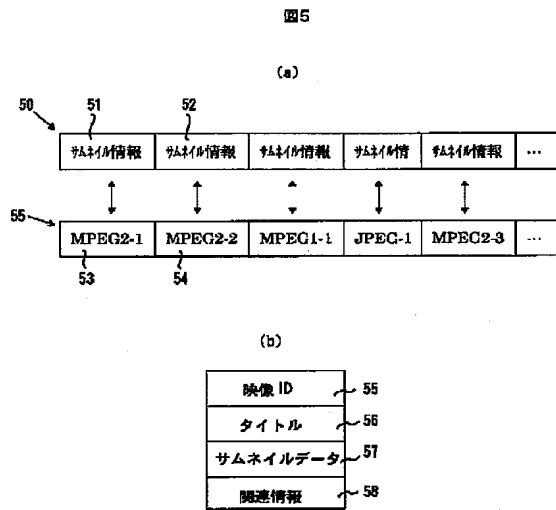 図5
(a)
50
51
52
サムネイル情報 サムネイル情報 サムネイル情報 サムネイル情 サムネイル情報 ...
55
MPEG2-1 MPEG2-2 MPEG1-1 JPEC-1 MPEC2-3 ...
53
54
(b)
映像 ID 55
タイトル 56
サムネイルデータ 57
関連情報 58